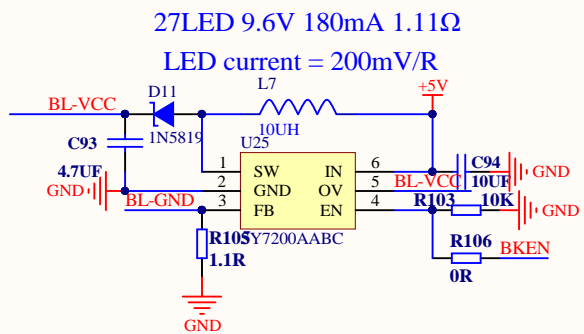 27LED 9.6V 180mA 1.11Ω
LED current = 200mV/R
D11
L7
+5V
BL-VCC
1N5819
10UH
C93
U25
4.7UF
1
SW
IN
6
C94
GND
GND
2
GND
OV
5
BL-VCC
10UF
BL-GND
3
FB
EN
4
R103
10K
GND
R105
SY7200AABC
1.1R
R106
BKEN
0R
GND